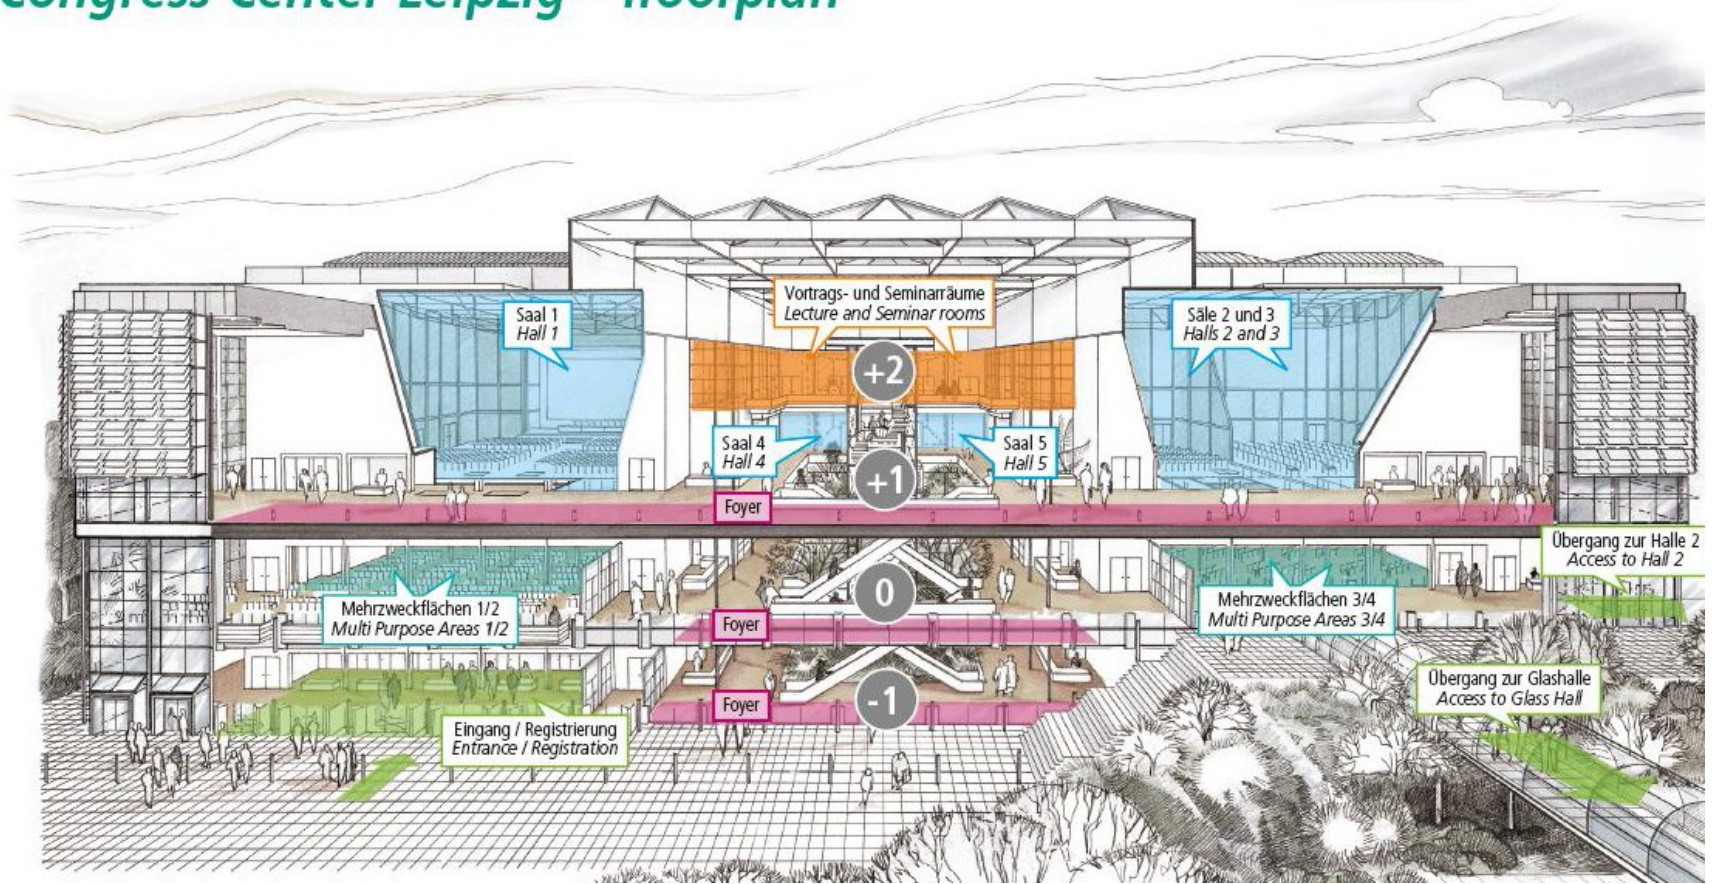 Congress Center Leipzig – floorplan
Saal 1
Hall 1
Vortrags- und Seminarräume
Lecture and Seminar rooms
Säle 2 und 3
Halls 2 and 3
+2
Saal 4
Hall 4
Saal 5
Hall 5
+1
Foyer
Übergang zur Halle 2
Access to Hall 2
Mehrzweckflächen 1/2
Multi Purpose Areas 1/2
0
Mehrzweckflächen 3/4
Multi Purpose Areas 3/4
Foyer
Übergang zur Glashalle
Access to Glass Hall
-1
Foyer
Eingang / Registrierung
Entrance / Registration